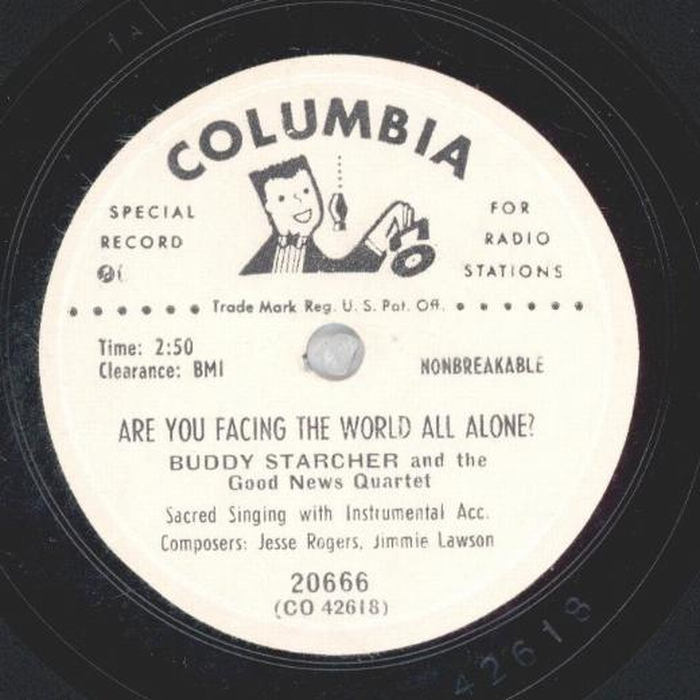 1A
COLUMBIA
SPECIAL
RECORD
FOR
RADIO
STATIONS
Trade Mark Reg. U. S. Pat. Off.
Time: 2:50
Clearance: BMI
NONBREAKABLE
ARE YOU FACING THE WORLD ALL ALONE?
BUDDY STARCHER and the
Good News Quartet
Sacred Singing with Instrumental Acc.
Composers: Jesse Rogers, Jimmie Lawson
20666
(CO 42618)
42618